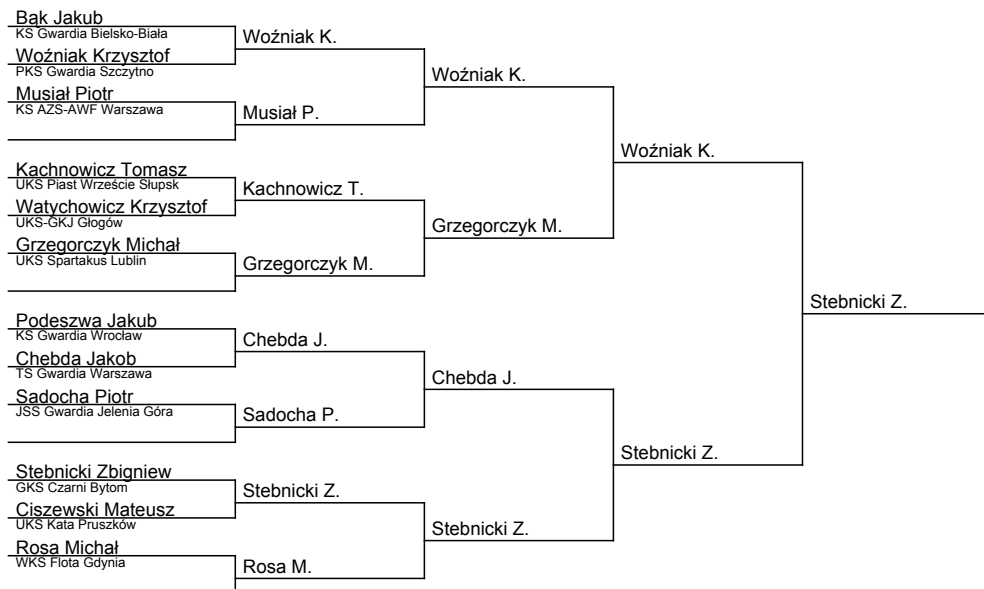 Bąk Jakub
KS Gwardia Bielsko-Biała
Woźniak Krzysztof
PKS Gwardia Szczytno
Musiał Piotr
KS AZS-AWF Warszawa
Kachnowicz Tomasz
UKS Piast Wrzeście Słupsk
Watychowicz Krzysztof
UKS-GKJ Głogów
Grzegorczyk Michał
UKS Spartakus Lublin
Podeszwa Jakub
KS Gwardia Wrocław
Chebda Jakob
TS Gwardia Warszawa
Sadocha Piotr
JSS Gwardia Jelenia Góra
Stebnicki Zbigniew
GKS Czarni Bytom
Ciszewski Mateusz
UKS Kata Pruszków
Rosa Michał
WKS Flota Gdynia
Woźniak K.
Musiał P.
Kachnowicz T.
Grzegorczyk M.
Chebda J.
Sadocha P.
Stebnicki Z.
Rosa M.
Woźniak K.
Grzegorczyk M.
Chebda J.
Stebnicki Z.
Woźniak K.
Stebnicki Z.
Stebnicki Z.